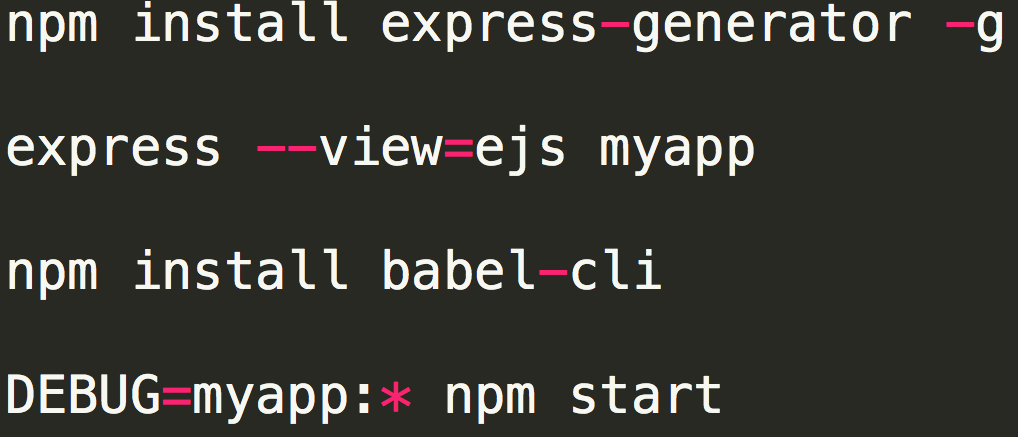 npm install express-generator -g
express --view=ejs myapp
npm install babel-cli
DEBUG=myapp:* npm start